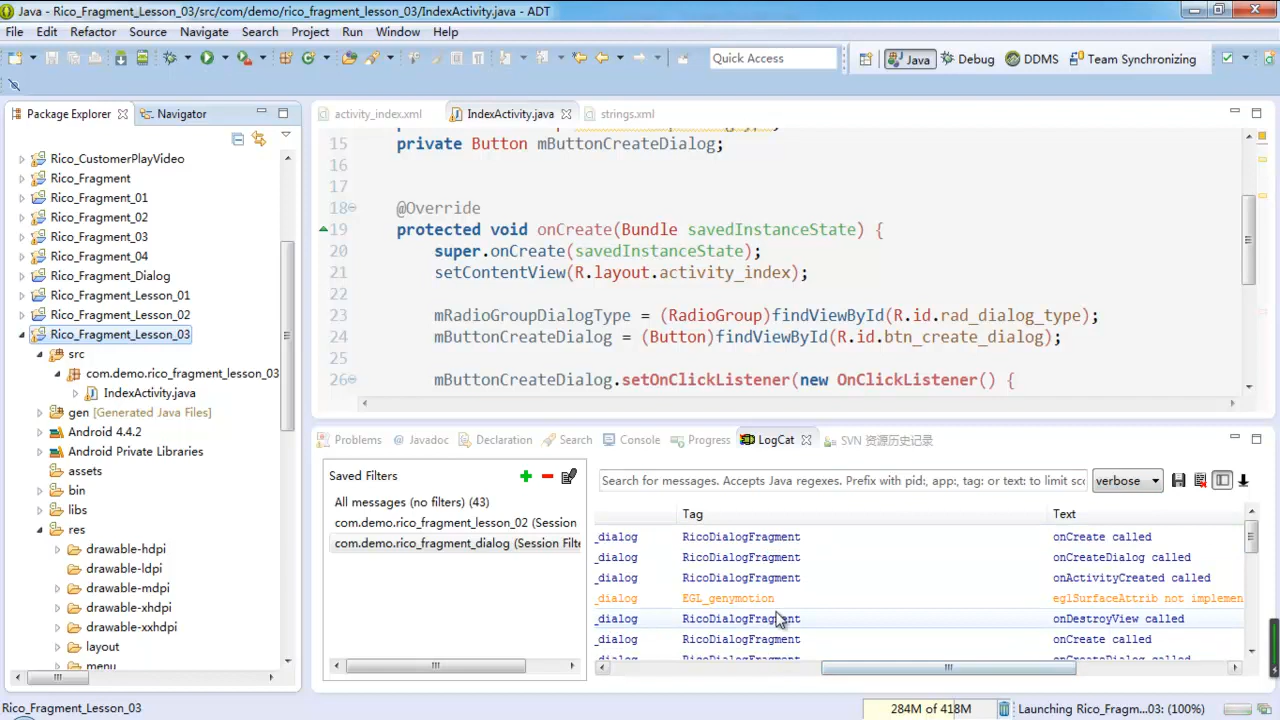 Java - Rico_Fragment_Lesson_03/src/com/demo/rico_fragment_lesson_03/IndexActivity.java - ADT
File Edit Refactor Source Navigate Search Project Run Window Help
Quick Access
Java Debug DDMS Team Synchronizing
Package Explorer Navigator
Rico_CustomerPlayVideo
Rico_Fragment
Rico_Fragment_01
Rico_Fragment_02
Rico_Fragment_03
Rico_Fragment_04
Rico_Fragment_Dialog
Rico_Fragment_Lesson_01
Rico_Fragment_Lesson_02
Rico_Fragment_Lesson_03
src
com.demo.rico_fragment_lesson_03
IndexActivity.java
gen [Generated Java Files]
Android 4.4.2
Android Private Libraries
assets
bin
libs
res
drawable-hdpi
drawable-ldpi
drawable-mdpi
drawable-xhdpi
drawable-xxhdpi
layout
menu
activity_index.xml IndexActivity.java strings.xml
15 private Button mButtonCreateDialog;
16
17
18 @Override
19 protected void onCreate(Bundle savedInstanceState) {
20 super.onCreate(savedInstanceState);
21 setContentView(R.layout.activity_index);
22
23 mRadioGroupDialogType = (RadioGroup)findViewById(R.id.rad_dialog_type);
24 mButtonCreateDialog = (Button)findViewById(R.id.btn_create_dialog);
25
26 mButtonCreateDialog.setOnClickListener(new OnClickListener() {
Problems Javadoc Declaration Search Console Progress LogCat SVN 资源历史记录
Saved Filters
All messages (no filters) (43)
com.demo.rico_fragment_lesson_02 (Session
com.demo.rico_fragment_dialog (Session Filte
Search for messages. Accepts Java regexes. Prefix with pid:, app:, tag: or text: to limit sco
verbose
Tag Text
_dialog RicoDialogFragment onCreate called
_dialog RicoDialogFragment onCreateDialog called
_dialog RicoDialogFragment onActivityCreated called
_dialog EGL_genymotion eglSurfaceAttrib not implemen
_dialog RicoDialogFragment onDestroyView called
_dialog RicoDialogFragment onCreate called
_dialog RicoDialogFragment onCreateDialog called
Rico_Fragment_Lesson_03
284M of 418M
Launching Rico_Fragm...03: (100%)